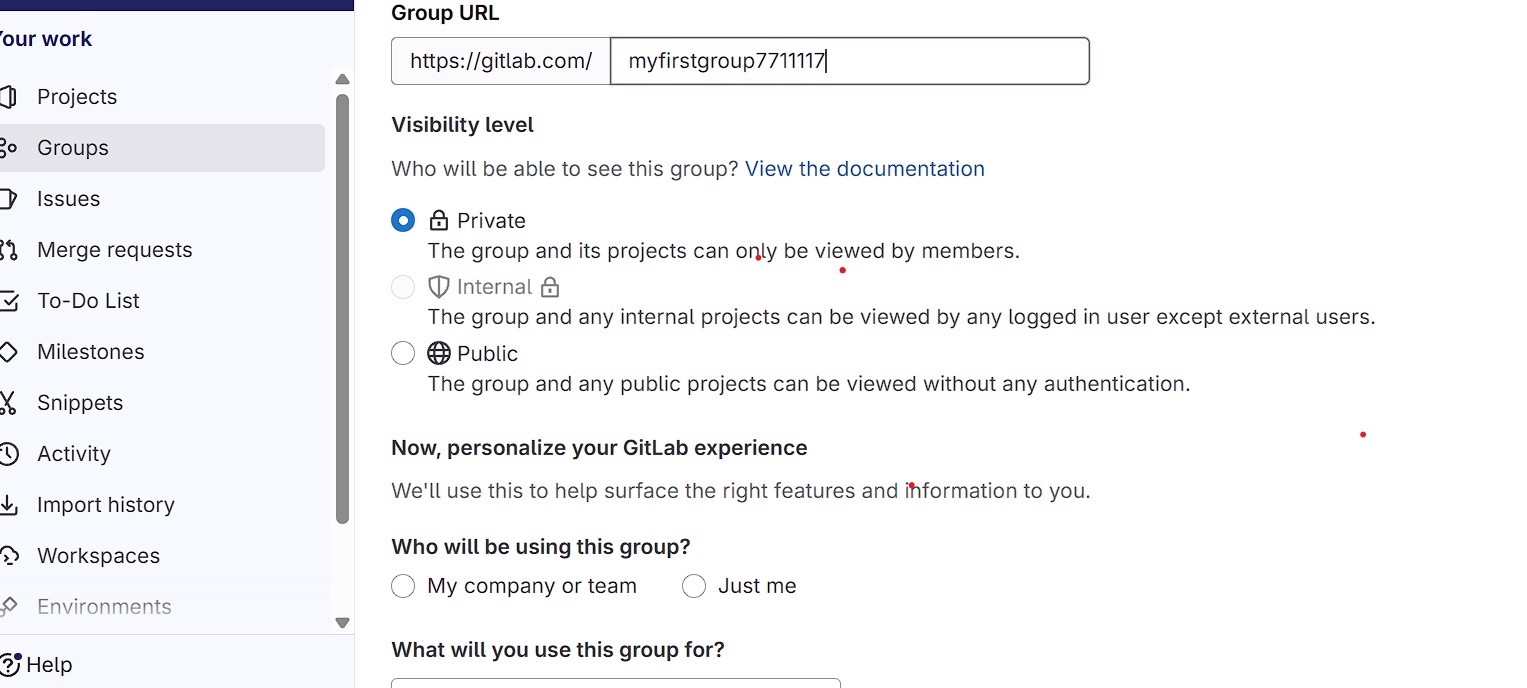 Your work
Projects
Groups
Issues
Merge requests
To-Do List
Milestones
Snippets
Activity
Import history
Workspaces
Environments
Help
Group URL
https://gitlab.com/ myfirstgroup7711117
Visibility level
Who will be able to see this group? View the documentation
Private
The group and its projects can only be viewed by members.
Internal
The group and any internal projects can be viewed by any logged in user except external users.
Public
The group and any public projects can be viewed without any authentication.
Now, personalize your GitLab experience
We'll use this to help surface the right features and information to you.
Who will be using this group?
My company or team Just me
What will you use this group for?